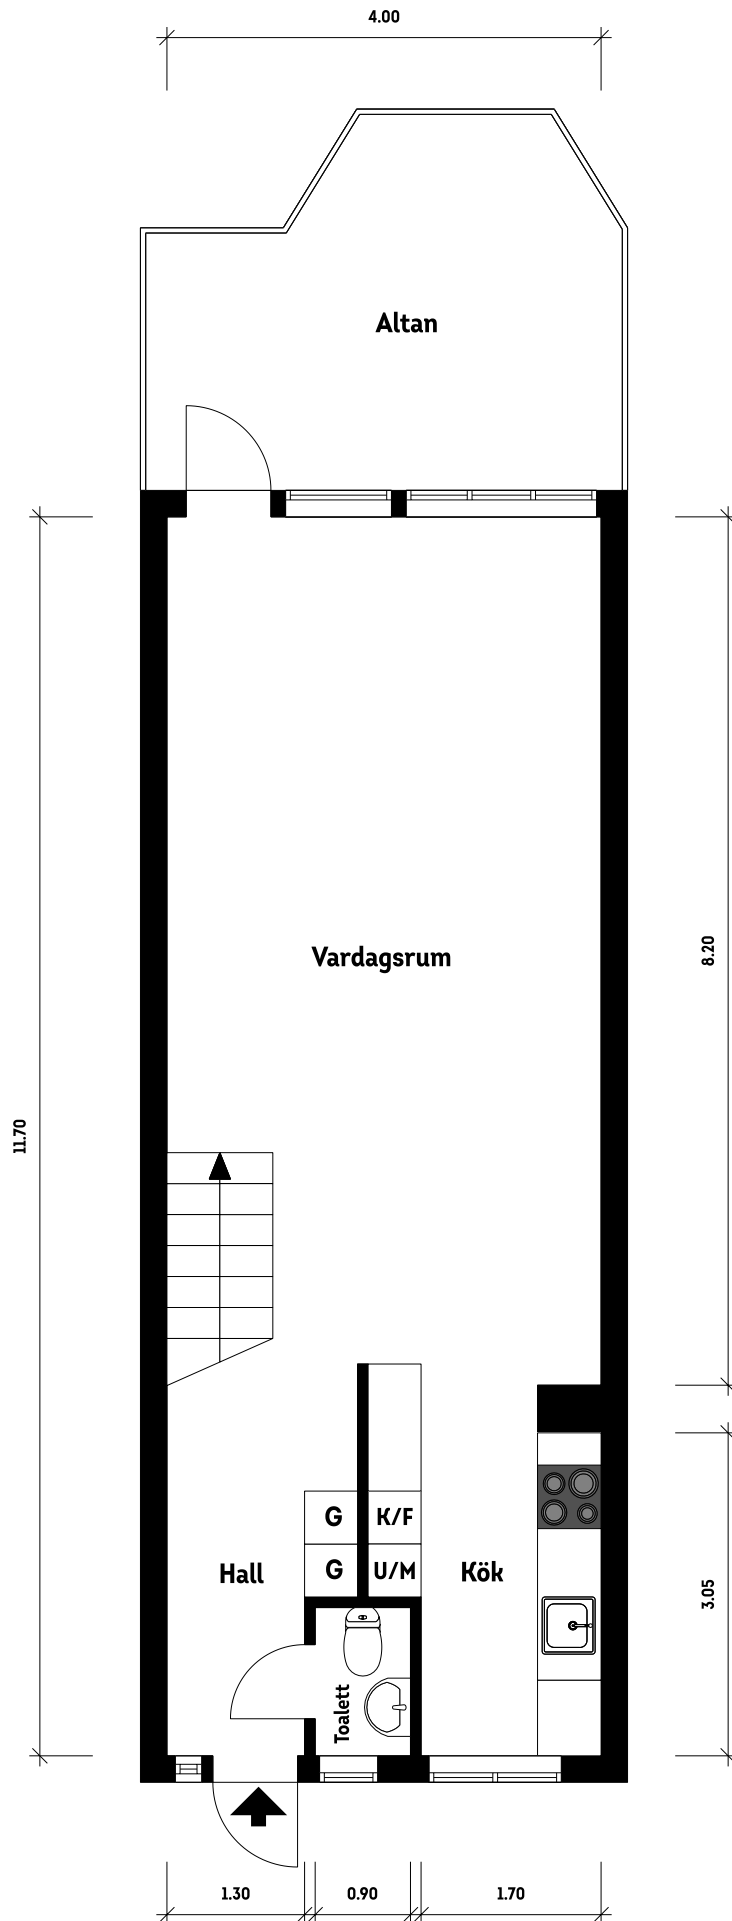 4.00
Altan
Vardagsrum
8.20
11.70
G
K/F
G
U/M
Hall
Kök
3.05
Toalett
1.30
0.90
1.70